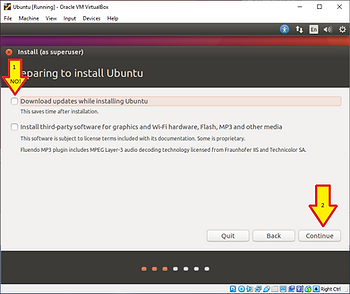 Ubuntu [Running] - Oracle VM VirtualBox
File Machine View Input Devices Help
En
Install (as superuser)
1
NO!
eparing to install Ubuntu
Download updates while installing Ubuntu
This saves time after installation.
Install third-party software for graphics and Wi-Fi hardware, Flash, MP3 and other media
This software is subject to license terms included with its documentation. Some is proprietary.
Fluendo MP3 plugin includes MPEG Layer-3 audio decoding technology licensed from Fraunhofer IIS and Technicolor SA.
2
Quit Back Continue
Right Ctrl